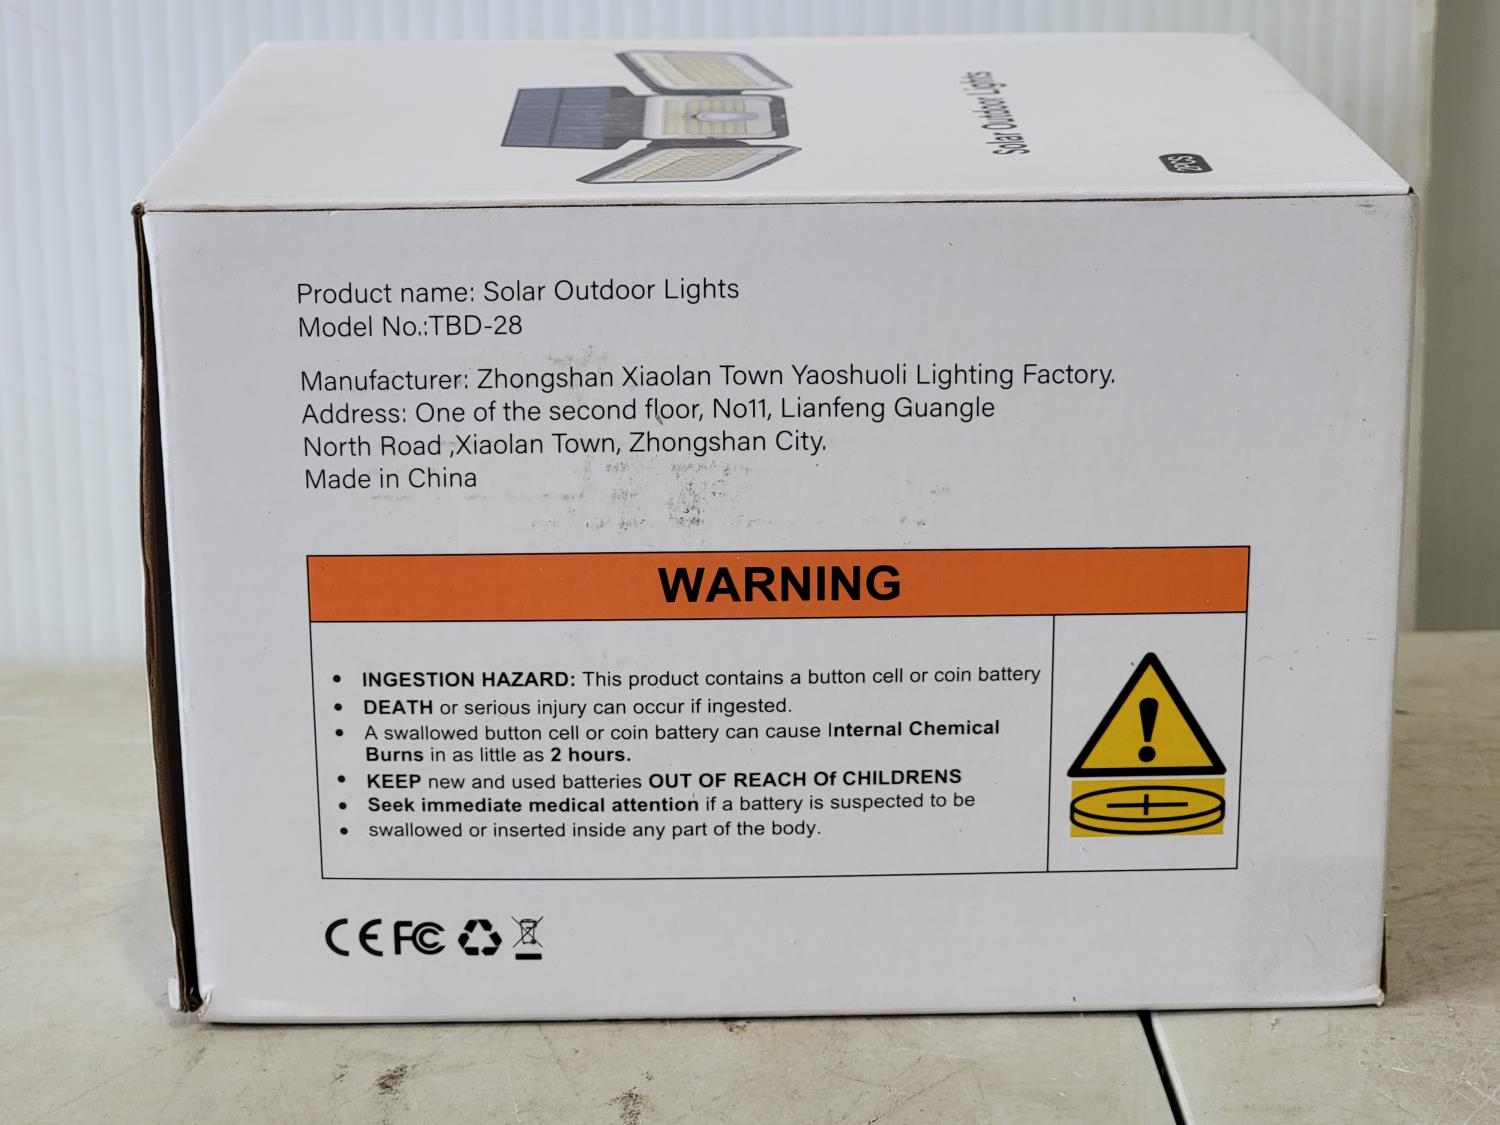 Solar Outdoor Lights
2PCS
Product name: Solar Outdoor Lights
Model No.:TBD-28
Manufacturer: Zhongshan Xiaolan Town Yaoshuoli Lighting Factory.
Address: One of the second floor, No11, Lianfeng Guangle
North Road ,Xiaolan Town, Zhongshan City.
Made in China
WARNING
• INGESTION HAZARD: This product contains a button cell or coin battery
• DEATH or serious injury can occur if ingested.
• A swallowed button cell or coin battery can cause Internal Chemical
Burns in as little as 2 hours.
• KEEP new and used batteries OUT OF REACH Of CHILDRENS
• Seek immediate medical attention if a battery is suspected to be
• swallowed or inserted inside any part of the body.
CE FC